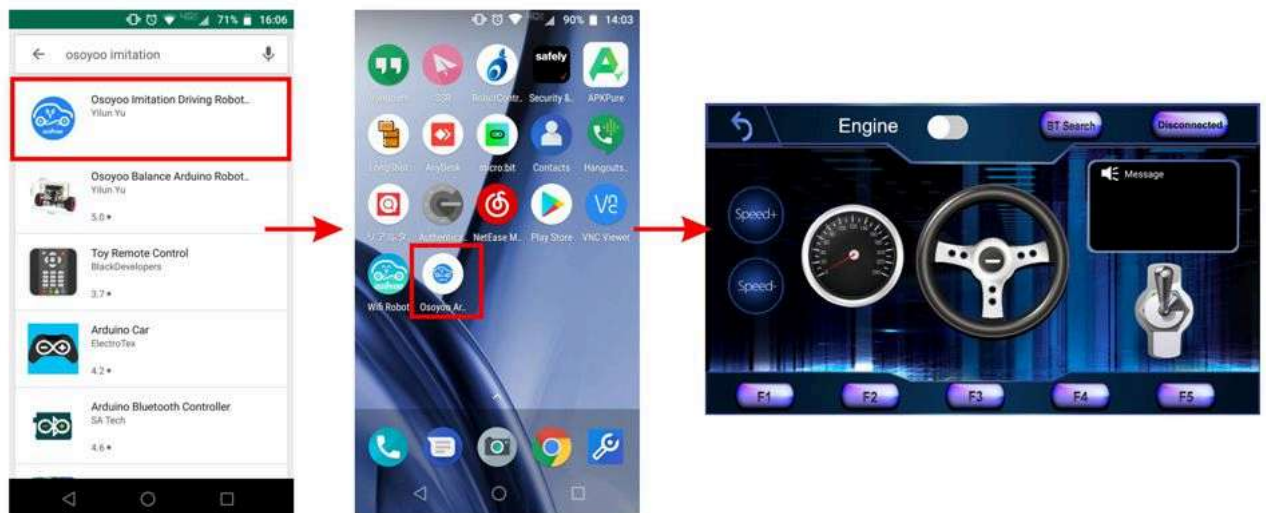 71% 16:06
osoyoo imitation
Osoyoo Imitation Driving Robot..
Yilun Yu
Osoyoo Balance Arduino Robot..
Yilun Yu
5.0★
Toy Remote Control
BlackDevelopers
3.7★
Arduino Car
ElectroTex
4.2★
Arduino Bluetooth Controller
SA Tech
4.6★
90% 14:03
safely
SSR
Security &..
APKPure
AnyDesk
micro:bit
Contacts
Hangouts..
NetEase M..
Play Store
VNC Viewer
Wifi Robot
Osoyoo Ar..
Engine
BT Search
Disconnected
Speed+
Speed-
Message
F1
F2
F3
F4
F5